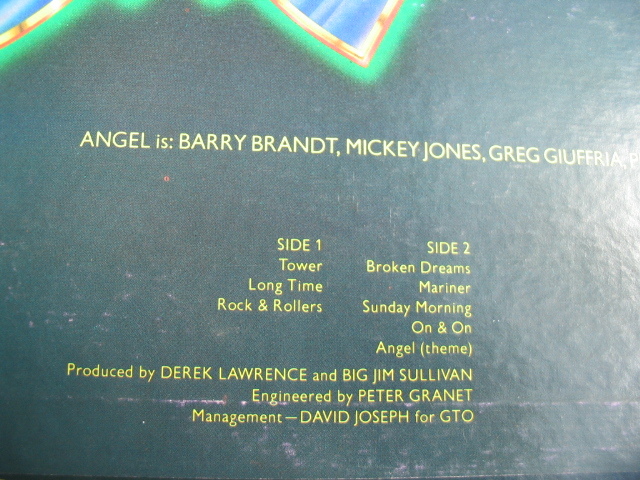 ANGEL is: BARRY BRANDT, MICKEY JONES, GREG GIUFFRIA,
SIDE 1
Tower
Long Time
Rock & Rollers
SIDE 2
Broken Dreams
Mariner
Sunday Morning
On & On
Angel (theme)
Produced by DEREK LAWRENCE and BIG JIM SULLIVAN
Engineered by PETER GRANET
Management—DAVID JOSEPH for GTO